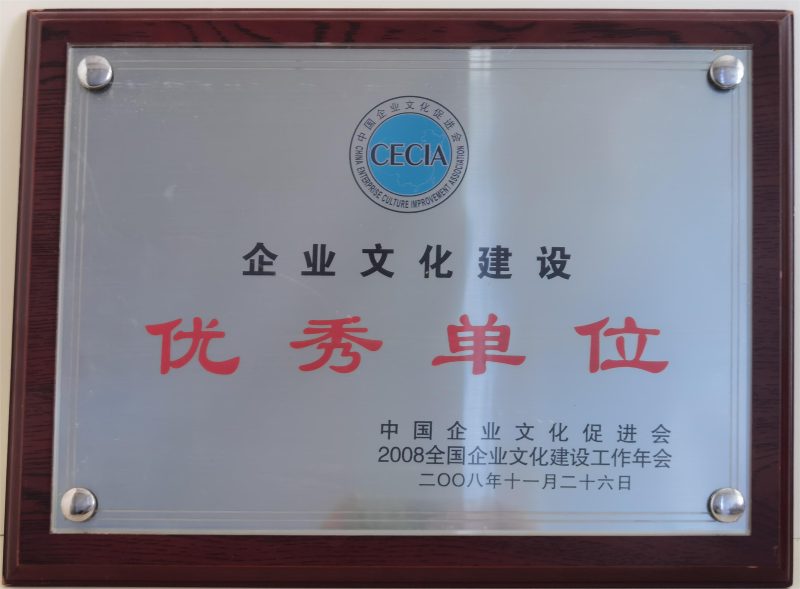 中国企业文化促进会
CECIA
CHINA ENTERPRISE CULTURE IMPROVEMENT ASSOCIATION
企业文化建设
优秀单位
中国企业文化促进会
2008全国企业文化建设工作年会
二〇〇八年十一月二十六日